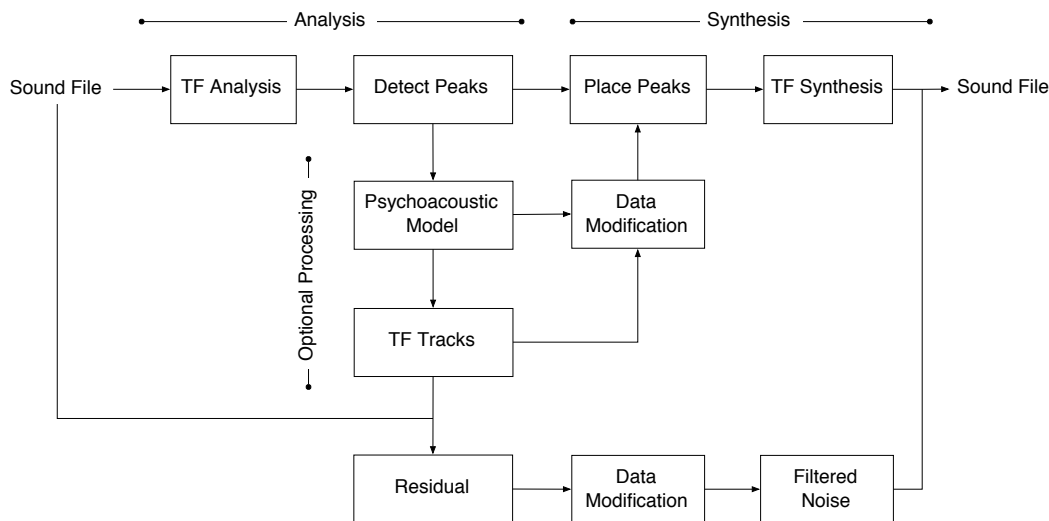 Analysis
Synthesis
Sound File
TF Analysis
Detect Peaks
Place Peaks
TF Synthesis
Sound File
Optional Processing
Psychoacoustic
Model
Data
Modification
TF Tracks
Residual
Data
Modification
Filtered
Noise